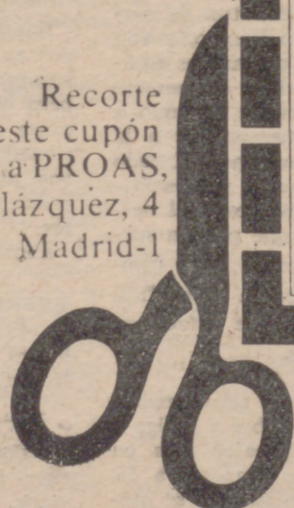 Recorte
este cupón
a PROAS,
lázquez, 4
Madrid-1